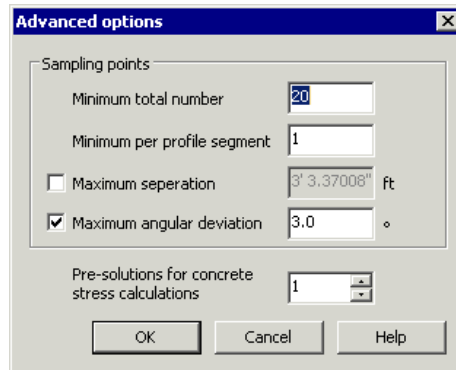 Advanced options
Sampling points
Minimum total number 20
Minimum per profile segment 1
Maximum seperation 3' 3.37008" ft
Maximum angular deviation 3.0 °
Pre-solutions for concrete
stress calculations 1
OK Cancel Help